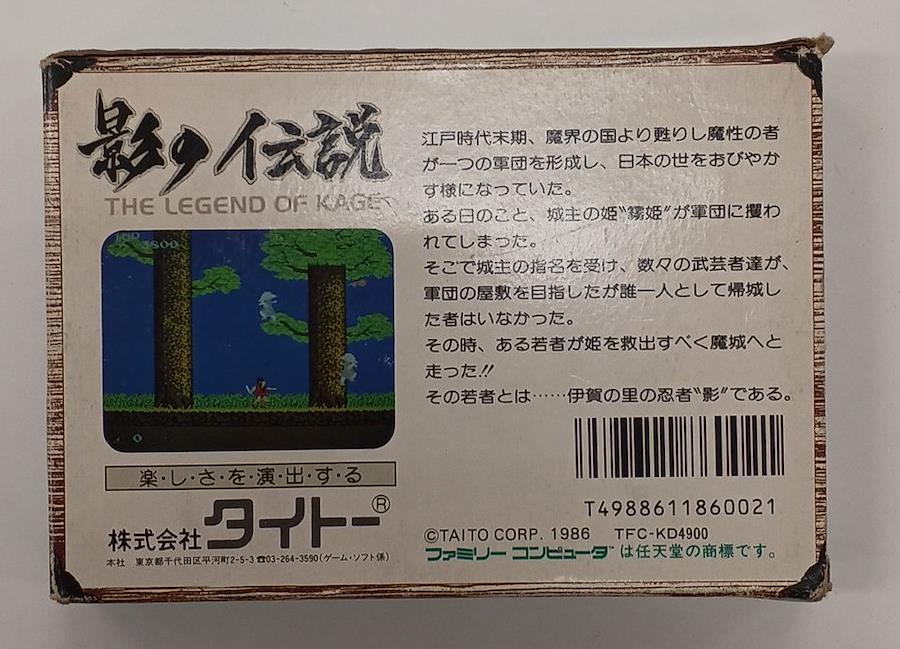 影の伝説
THE LEGEND OF KAGE
3800
江戸時代末期、魔界の国より甦りし魔性の者
が一つの軍団を形成し、日本の世をおびやか
す様になっていた。
ある日のこと、城主の姫〝霧姫〟が軍団に攫わ
れてしまった。
そこで城主の指名を受け、数々の武芸者達が、
軍団の屋敷を目指したが誰一人として帰城し
た者はいなかった。
その時、ある若者が姫を救出すべく魔城へと
走った!!
その若者とは……伊賀の里の忍者〝影〟である。
楽・し・さ・を・演・出・す・る
株式会社 タイトー®
本社 東京都千代田区平河町2-5-3 ☎03-264-3590(ゲーム・ソフト係)
T4988611860021
©TAITO CORP. 1986 TFC-KD4900
ファミリー コンピュータ™ は任天堂の商標です。